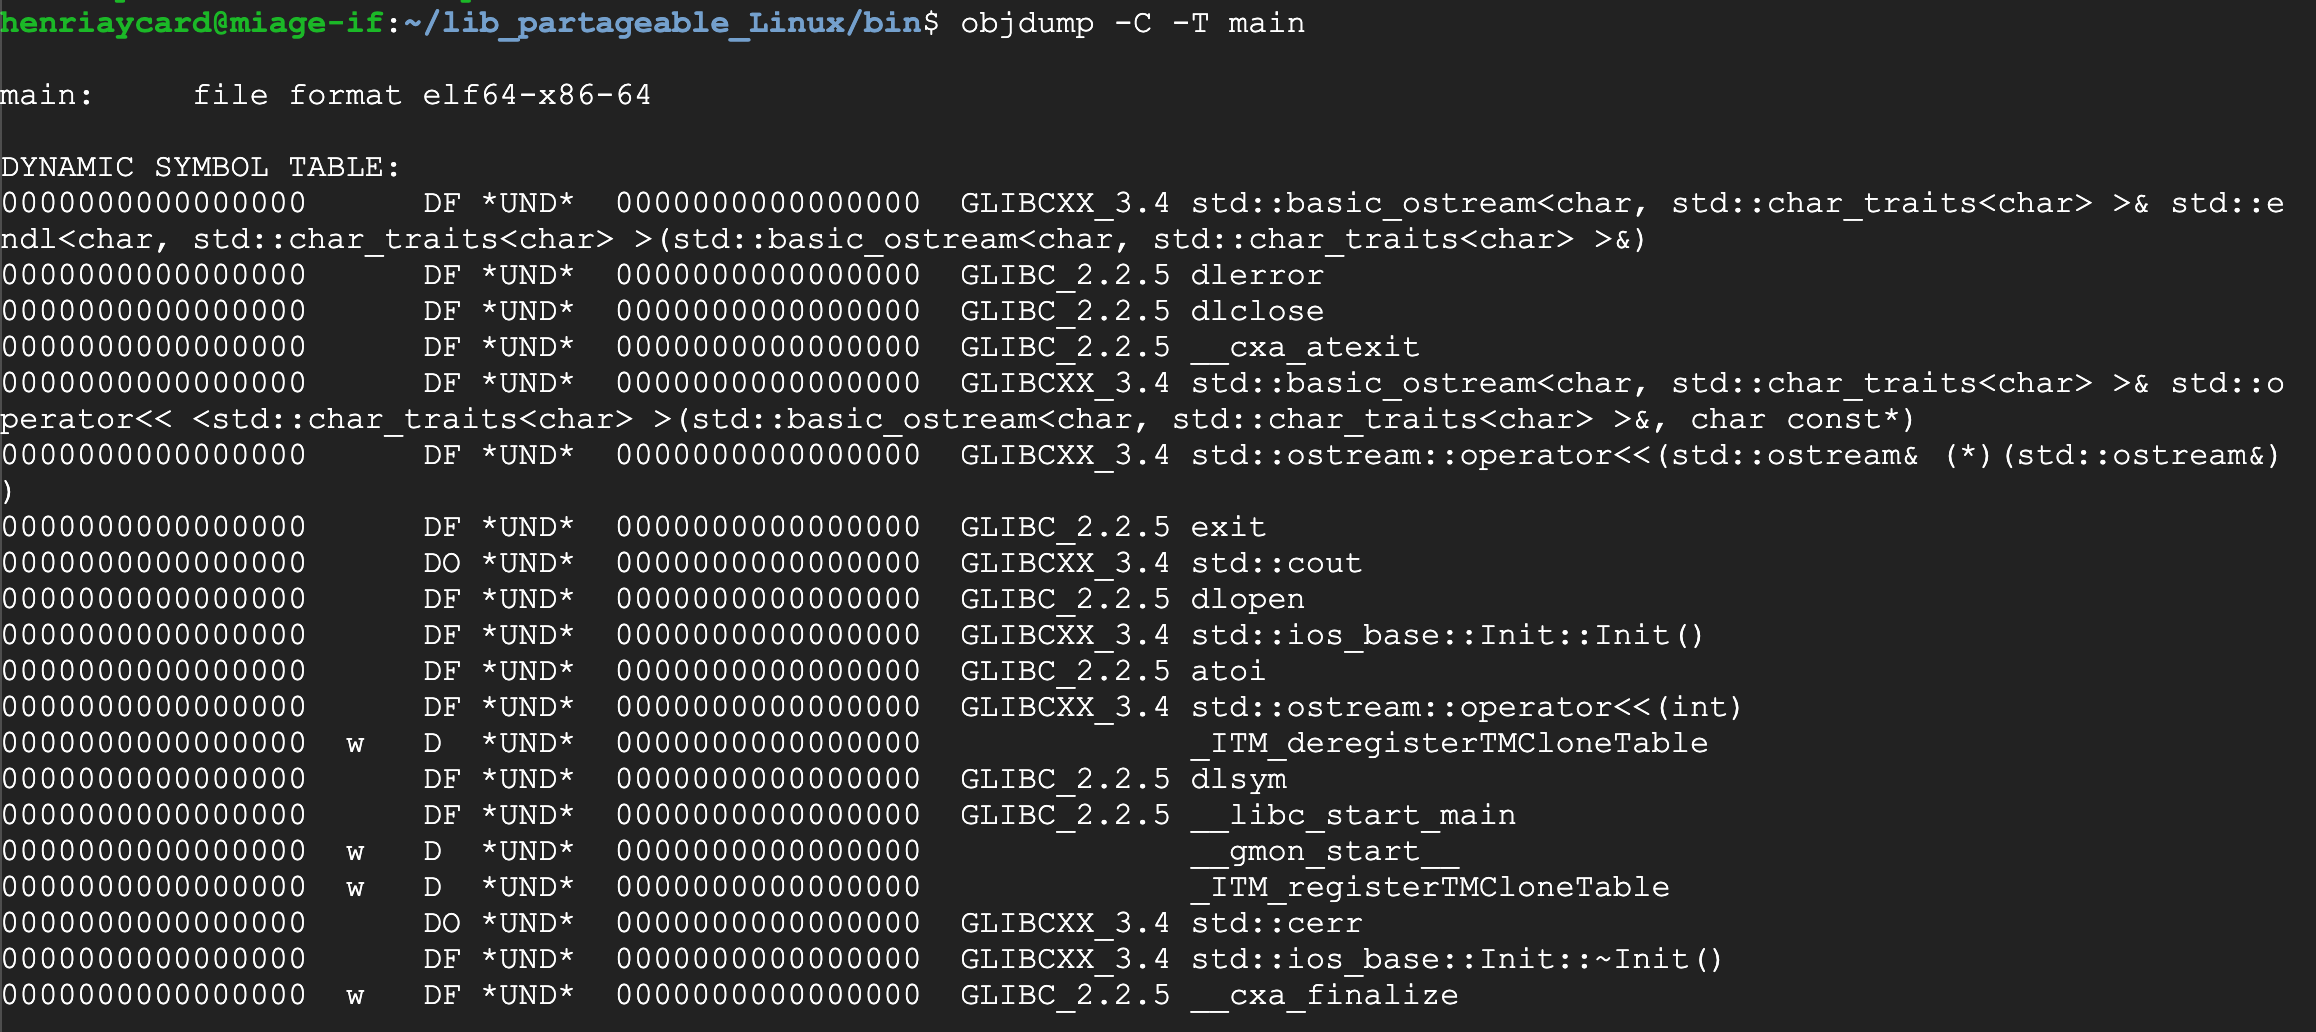 henriaycard@miage-if:~/lib_partageable_Linux/bin$ objdump -C -T main
main:     file format elf64-x86-64
DYNAMIC SYMBOL TABLE:
0000000000000000      DF *UND*  0000000000000000  GLIBCXX_3.4 std::basic_ostream<char, std::char_traits<char> >& std::e
ndl<char, std::char_traits<char> >(std::basic_ostream<char, std::char_traits<char> >&)
0000000000000000      DF *UND*  0000000000000000  GLIBC_2.2.5 dlerror
0000000000000000      DF *UND*  0000000000000000  GLIBC_2.2.5 dlclose
0000000000000000      DF *UND*  0000000000000000  GLIBC_2.2.5 __cxa_atexit
0000000000000000      DF *UND*  0000000000000000  GLIBCXX_3.4 std::basic_ostream<char, std::char_traits<char> >& std::o
perator<< <std::char_traits<char> >(std::basic_ostream<char, std::char_traits<char> >&, char const*)
0000000000000000      DF *UND*  0000000000000000  GLIBCXX_3.4 std::ostream::operator<<(std::ostream& (*)(std::ostream&)
)
0000000000000000      DF *UND*  0000000000000000  GLIBC_2.2.5 exit
0000000000000000      DO *UND*  0000000000000000  GLIBCXX_3.4 std::cout
0000000000000000      DF *UND*  0000000000000000  GLIBC_2.2.5 dlopen
0000000000000000      DF *UND*  0000000000000000  GLIBCXX_3.4 std::ios_base::Init::Init()
0000000000000000      DF *UND*  0000000000000000  GLIBC_2.2.5 atoi
0000000000000000      DF *UND*  0000000000000000  GLIBCXX_3.4 std::ostream::operator<<(int)
0000000000000000  w   D  *UND*  0000000000000000              _ITM_deregisterTMCloneTable
0000000000000000      DF *UND*  0000000000000000  GLIBC_2.2.5 dlsym
0000000000000000      DF *UND*  0000000000000000  GLIBC_2.2.5 __libc_start_main
0000000000000000  w   D  *UND*  0000000000000000              __gmon_start__
0000000000000000  w   D  *UND*  0000000000000000              _ITM_registerTMCloneTable
0000000000000000      DO *UND*  0000000000000000  GLIBCXX_3.4 std::cerr
0000000000000000      DF *UND*  0000000000000000  GLIBCXX_3.4 std::ios_base::Init::~Init()
0000000000000000  w   DF *UND*  0000000000000000  GLIBC_2.2.5 __cxa_finalize